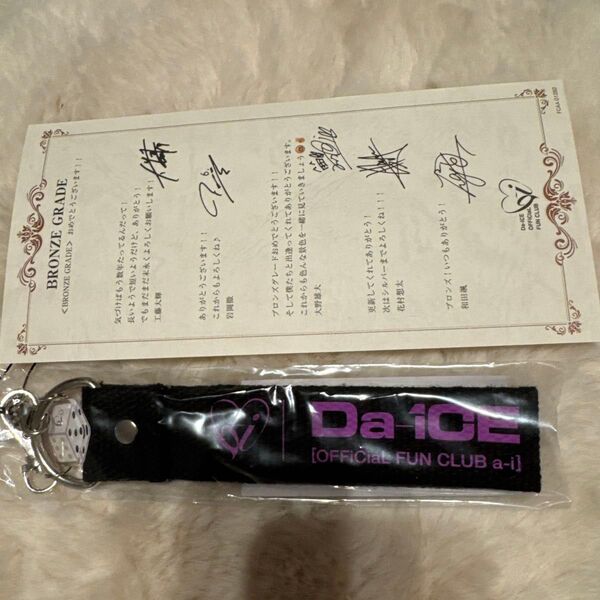 BRONZE GRADE
<BRONZE GRADE> おめでとうございます!!
気づけばもう数年たってるんだって!
長いようで短いようだけど、ありがとう!
でもまだまだ末永くよろしくお願いします!
工藤大輝
ありがとうございます!!
これからもよろしくね♪
岩岡徹
ブロンズグレードおめでとうございます。
そして僕たちと出逢ってくれてありがとうございます。
これからも色んな景色を一緒に見ていきましょう
大野雄大
更新してくれてありがとう!
次はシルバーまでよろしくね!!!
花村想太
ブロンズ!いつもありがとう!
和田颯
Da-iCE
OFFiCiAL
FUN CLUB
Da-iCE
[OFFiCiaL FUN CLUB a-i]